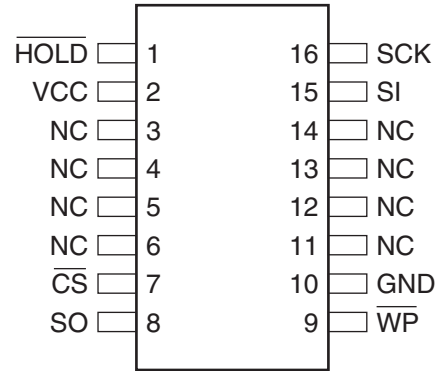 HOLD 1 16 SCK
VCC 2 15 SI
NC 3 14 NC
NC 4 13 NC
NC 5 12 NC
NC 6 11 NC
CS 7 10 GND
SO 8 9 WP